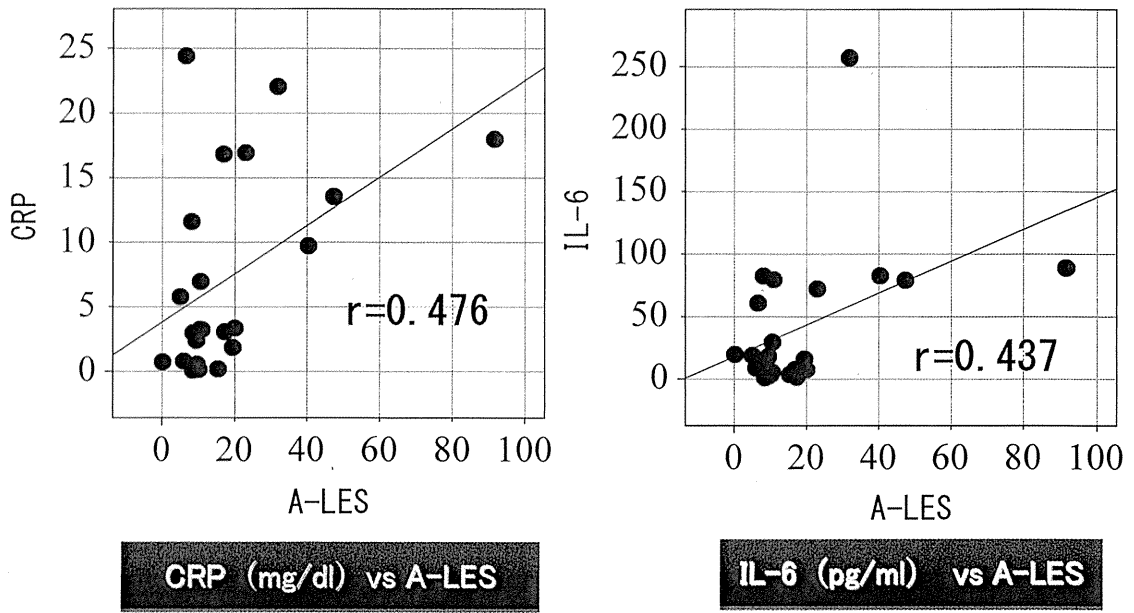 25
20
15
10
5
0
CRP
r=0.476
0 20 40 60 80 100
A-LES
CRP (mg/dl) vs A-LES
250
200
150
100
50
0
IL-6
r=0.437
0 20 40 60 80 100
A-LES
IL-6 (pg/ml) vs A-LES